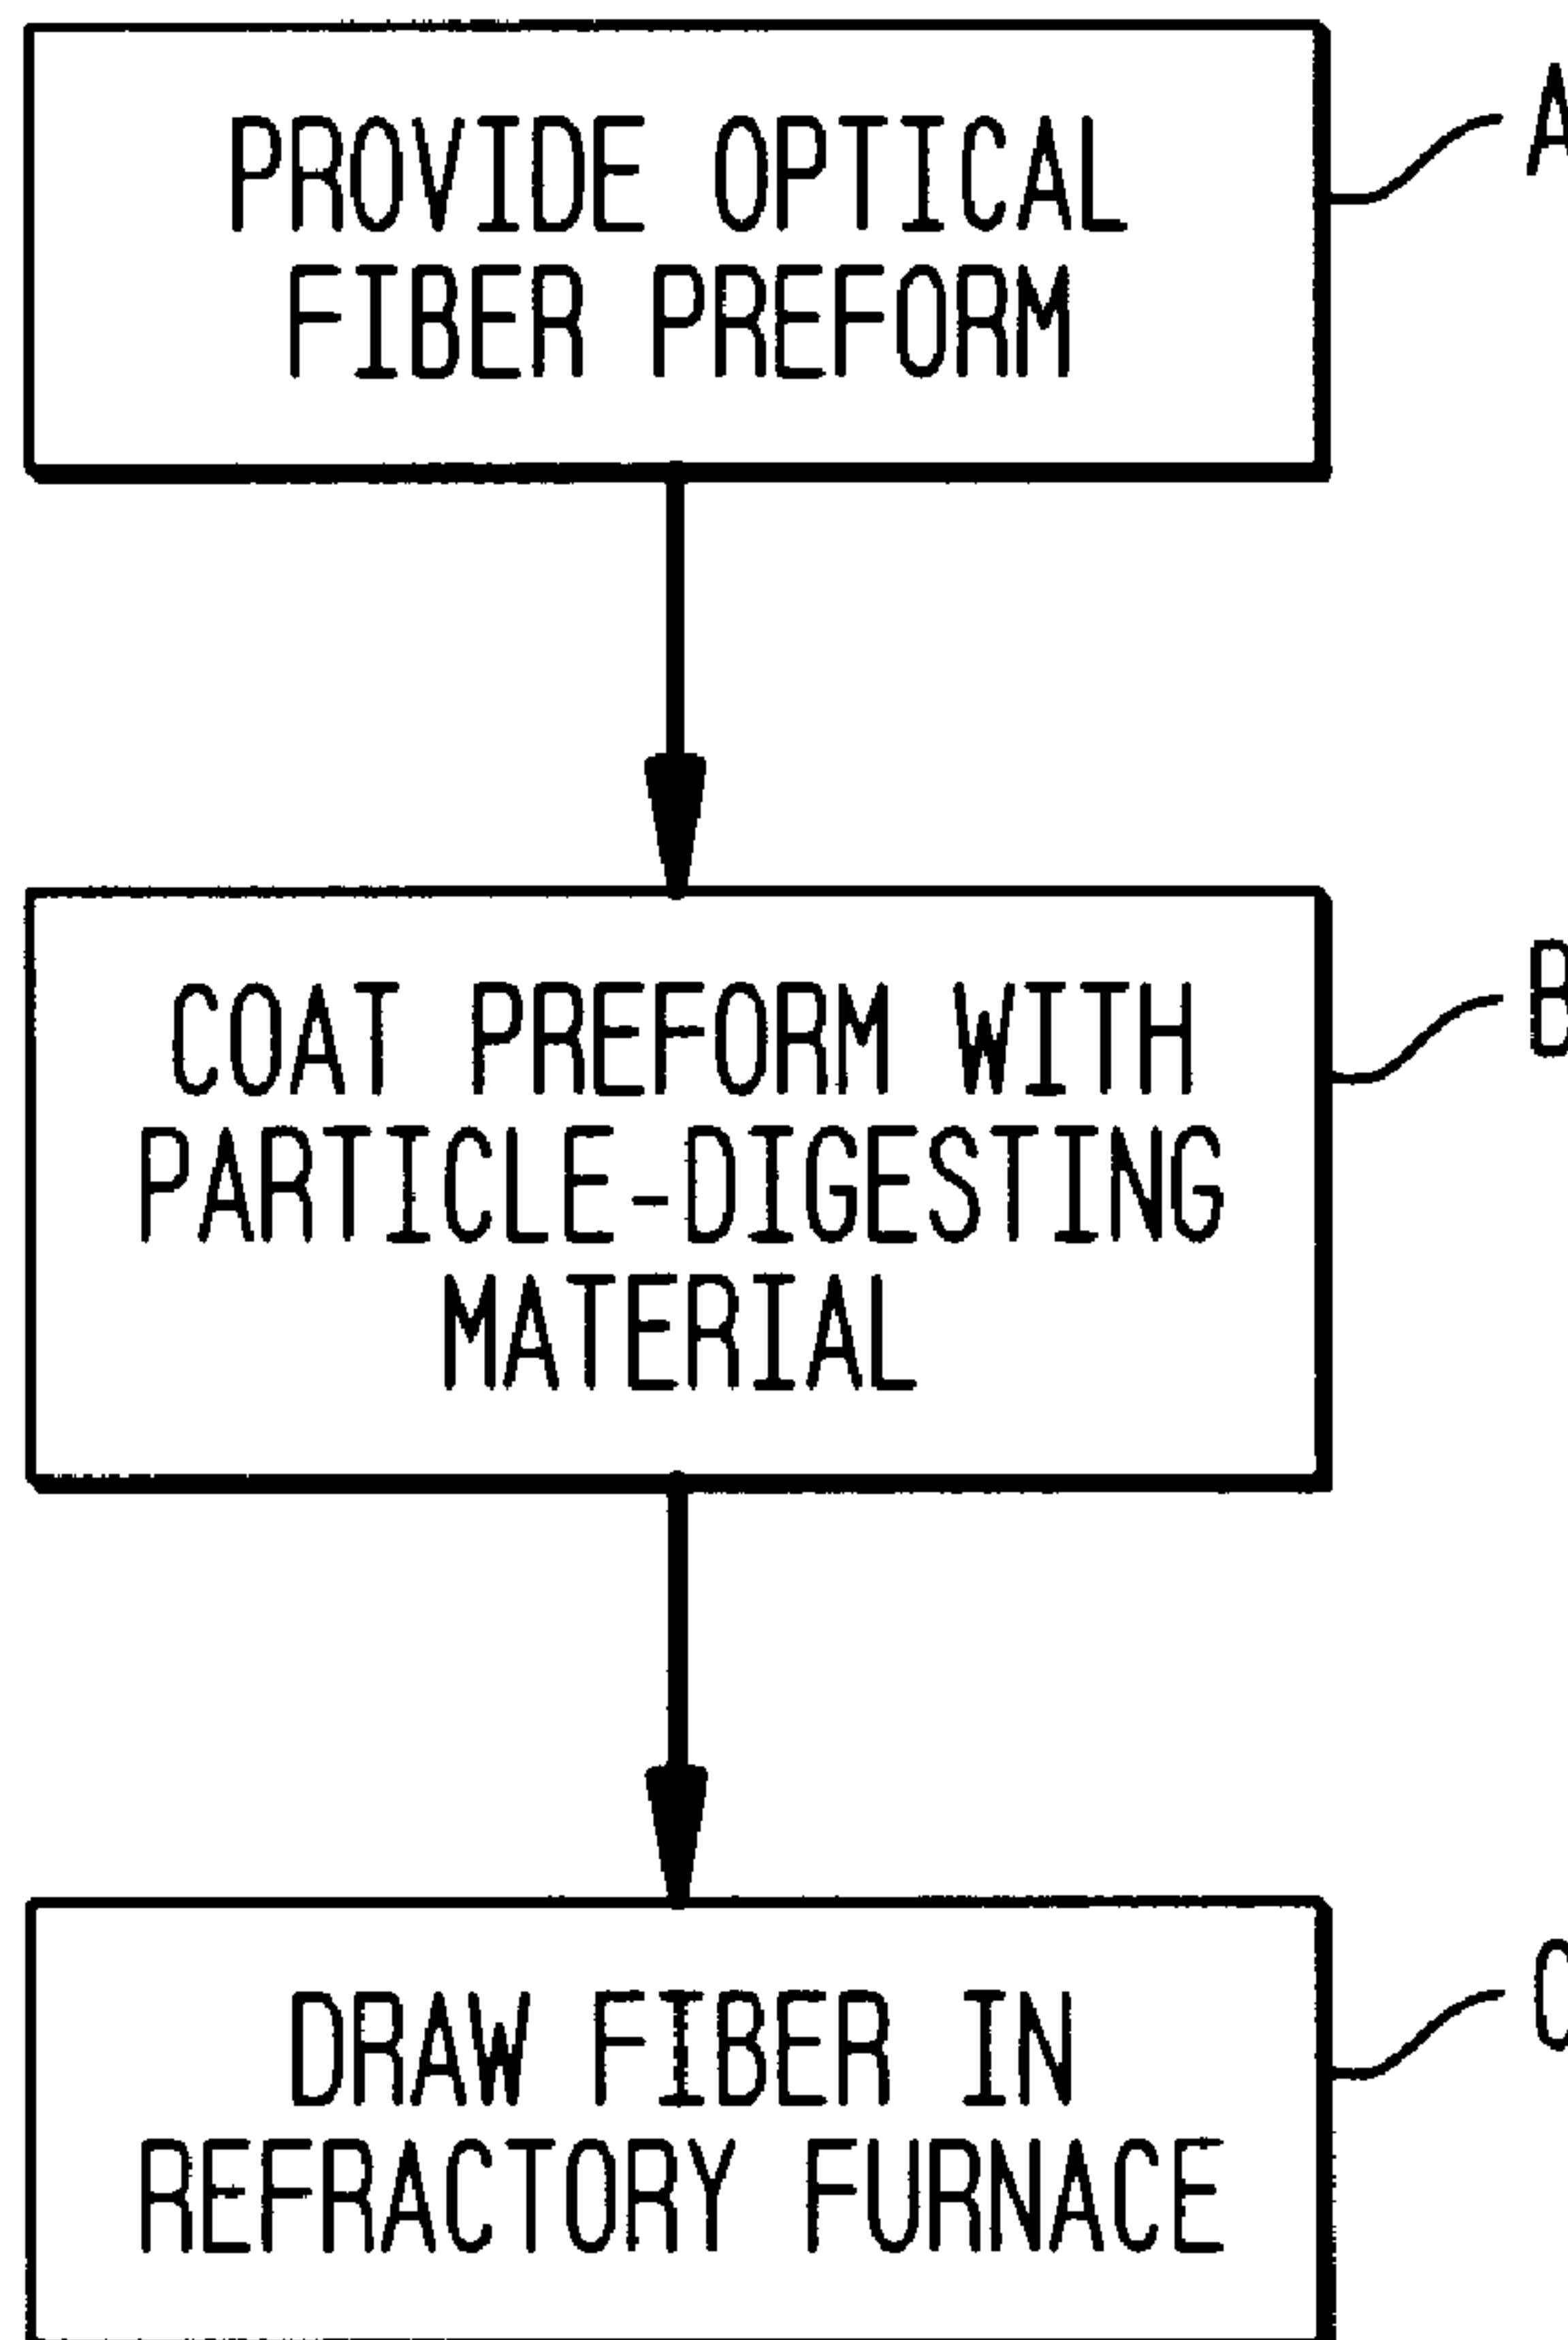 PROVIDE OPTICAL
FIBER PREFORM
A
COAT PREFORM WITH
PARTICLE-DIGESTING
MATERIAL
B
DRAW FIBER IN
REFRACTORY FURNACE
C